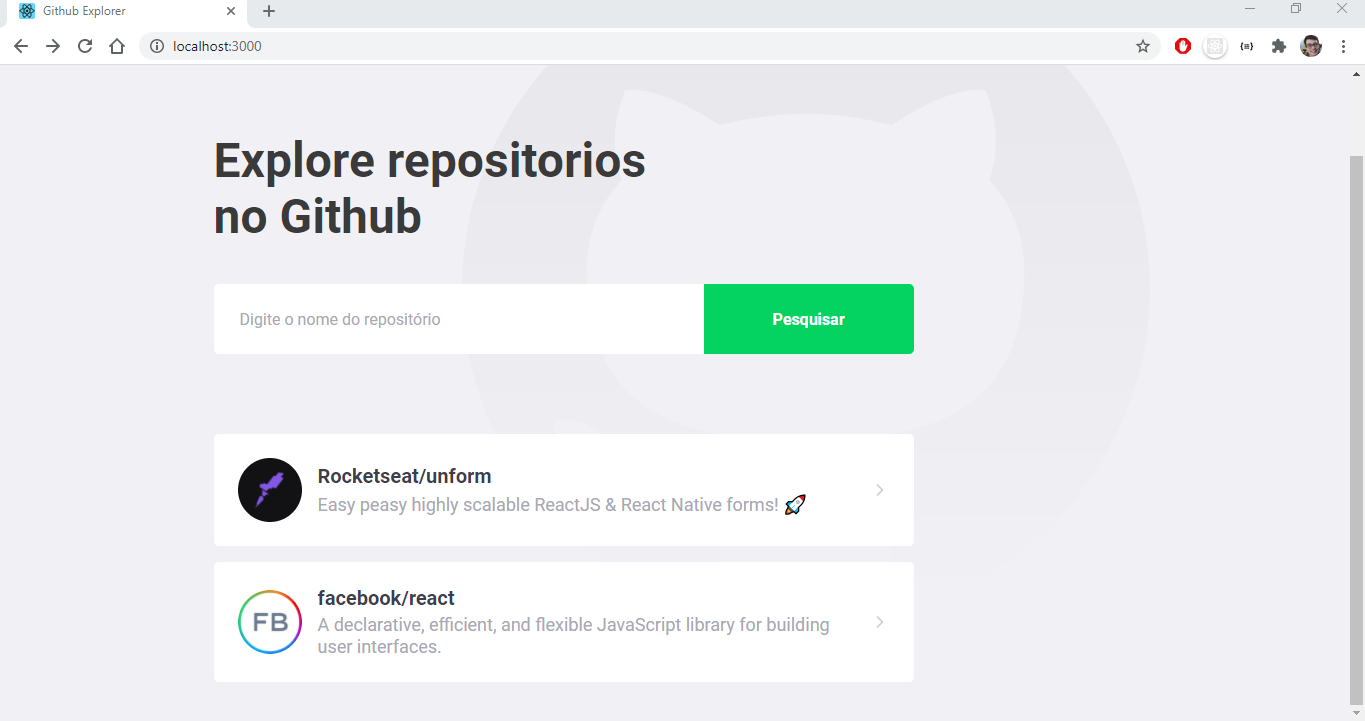 Github Explorer
localhost:3000
Explore repositorios
no Github
Digite o nome do repositório
Pesquisar
Rocketseat/unform
Easy peasy highly scalable ReactJS & React Native forms! 🚀
FB
facebook/react
A declarative, efficient, and flexible JavaScript library for building
user interfaces.